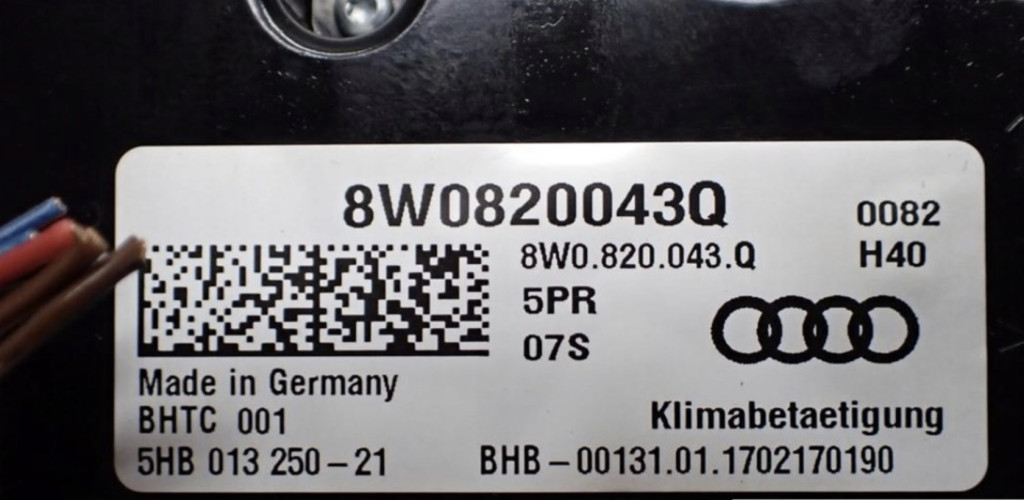 8W0820043Q
0082
8W0.820.043.Q
H40
5PR
07S
Made in Germany
BHTC 001
Klimabetaetigung
5HB 013 250-21
BHB-00131.01.1702170190